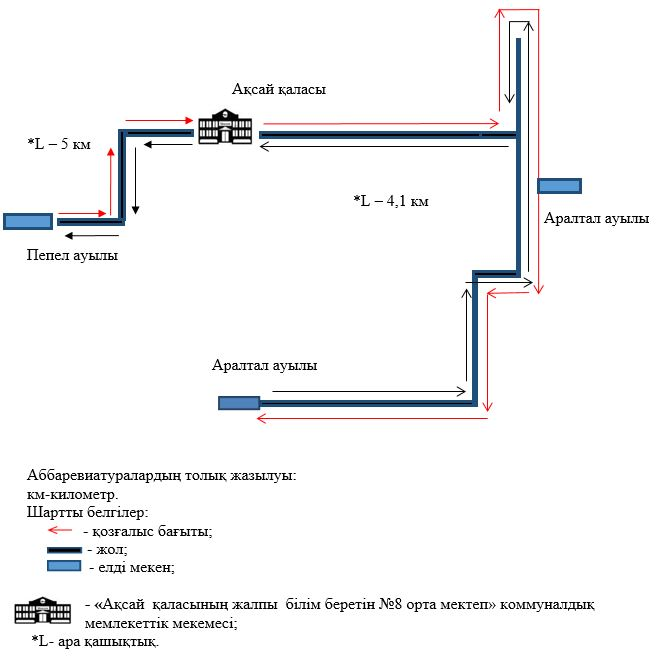 Ақсай қаласы
*L – 5 км
*L – 4,1 км
Аралтал ауылы
Пепел ауылы
Аралтал ауылы
Аббаревиатуралардың толық жазылуы:
км-километр.
Шартты белгілер:
- қозғалыс бағыты;
- жол;
- елді мекен;
- «Ақсай қаласының жалпы білім беретін №8 орта мектеп» коммуналдық
мемлекеттік мекемесі;
*L- ара қашықтық.